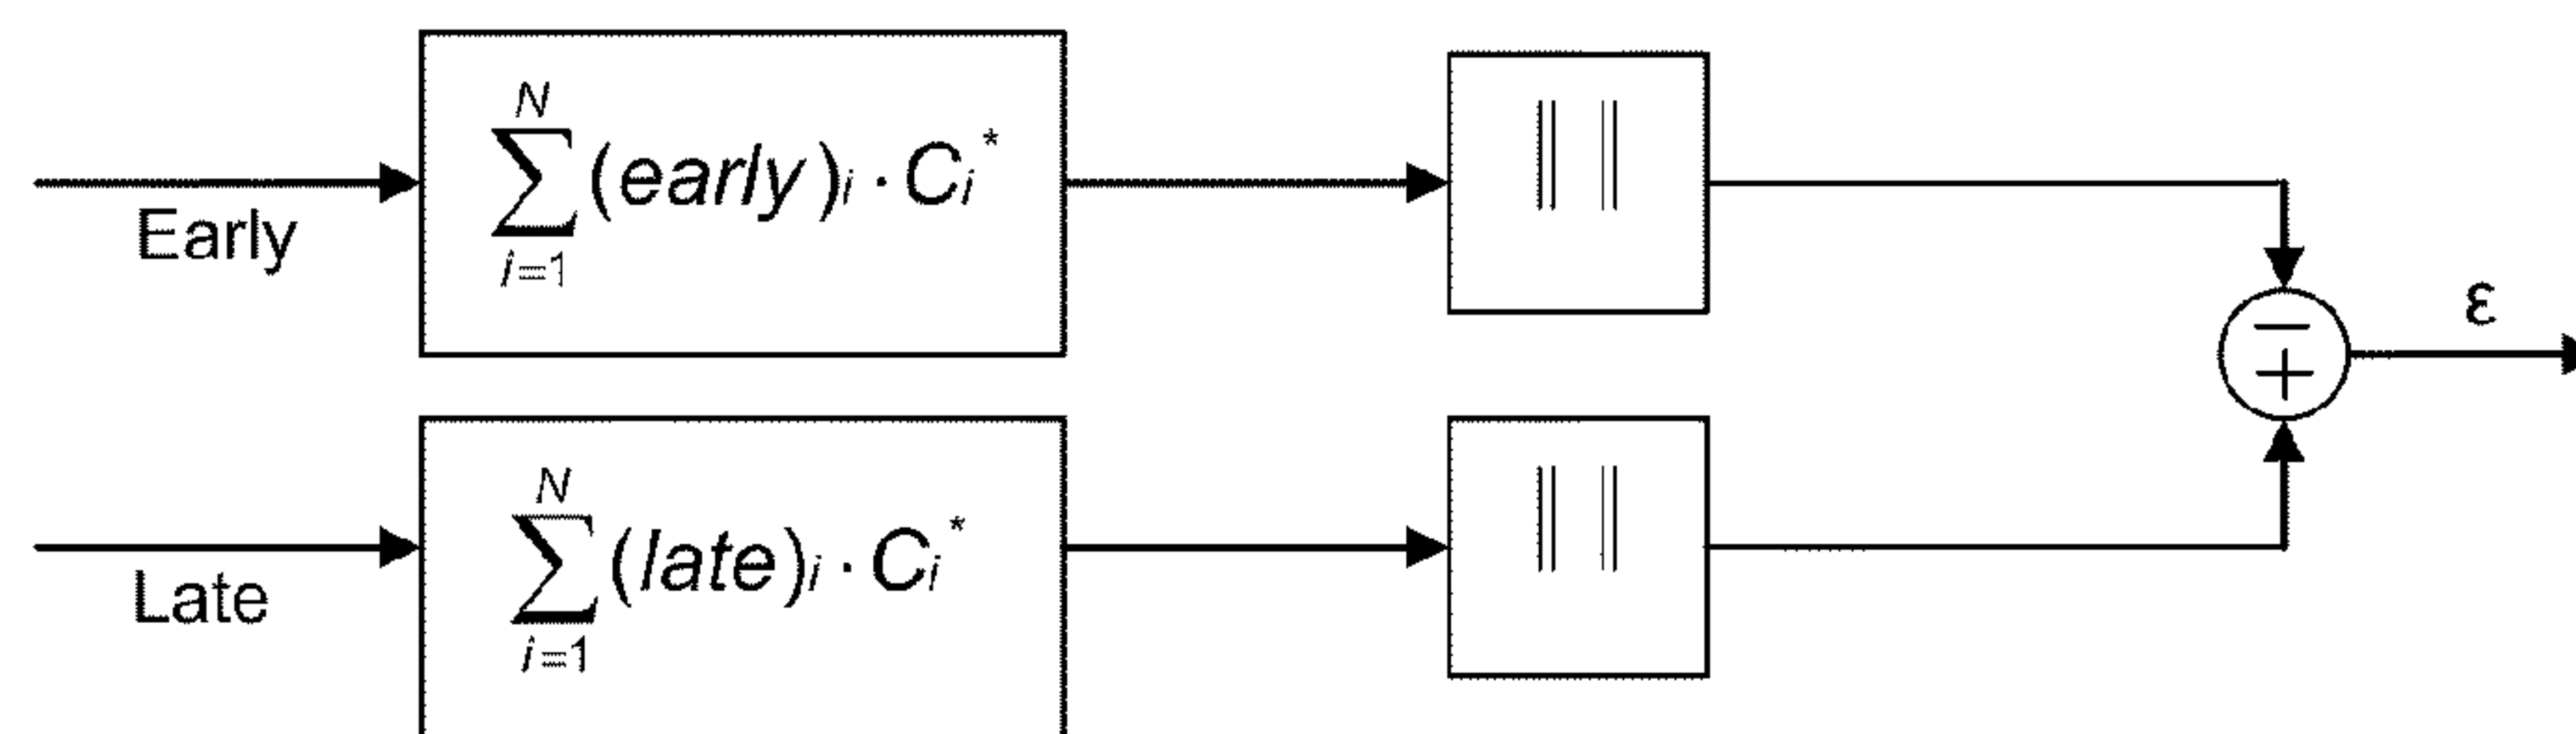 Early
N
∑(early)i · Ci*
i=1
‖ ‖
−
+
ε
Late
N
∑(late)i · Ci*
i=1
‖ ‖